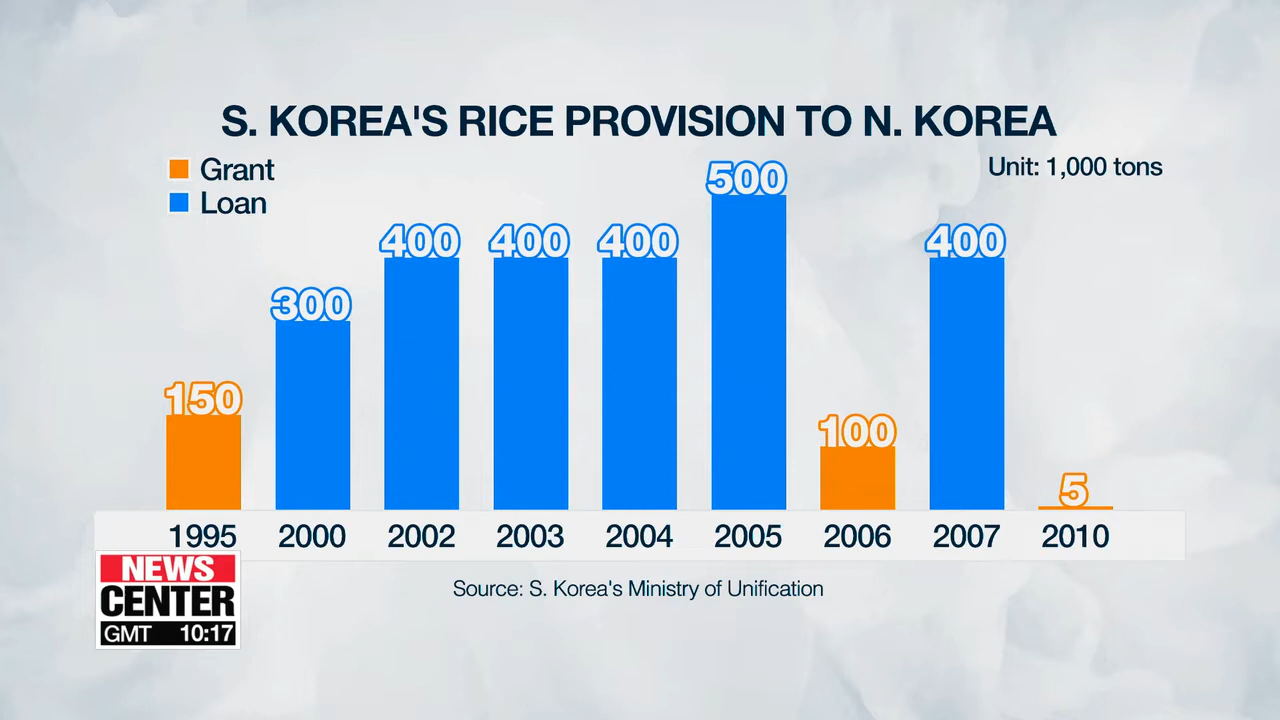 S. KOREA'S RICE PROVISION TO N. KOREA
Grant
Loan
Unit: 1,000 tons
150
300
400
400
400
500
100
400
5
1995 2000 2002 2003 2004 2005 2006 2007 2010
Source: S. Korea's Ministry of Unification
NEWS
CENTER
GMT 10:17